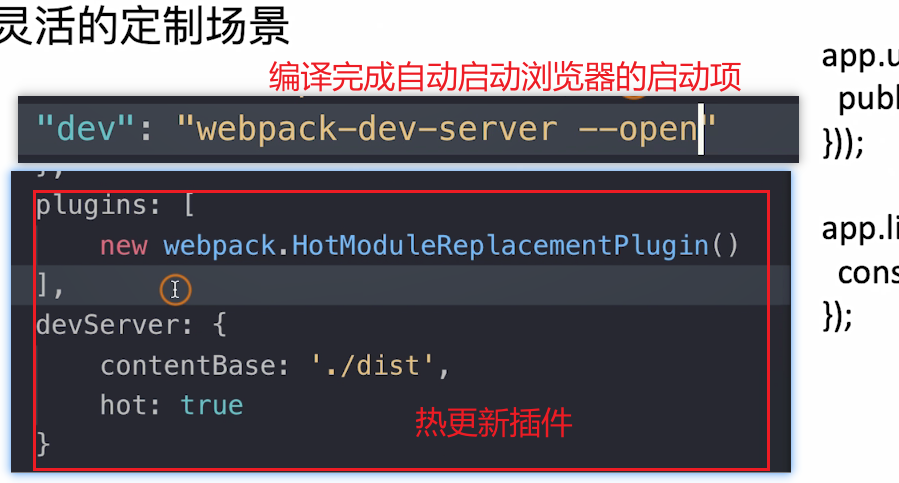 灵活的定制场景
编译完成自动启动浏览器的启动项
"dev": "webpack-dev-server --open"
},
plugins: [
new webpack.HotModuleReplacementPlugin()
],
devServer: {
contentBase: './dist',
hot: true
}
热更新插件
app.u
publ
}));
app.li
cons
});